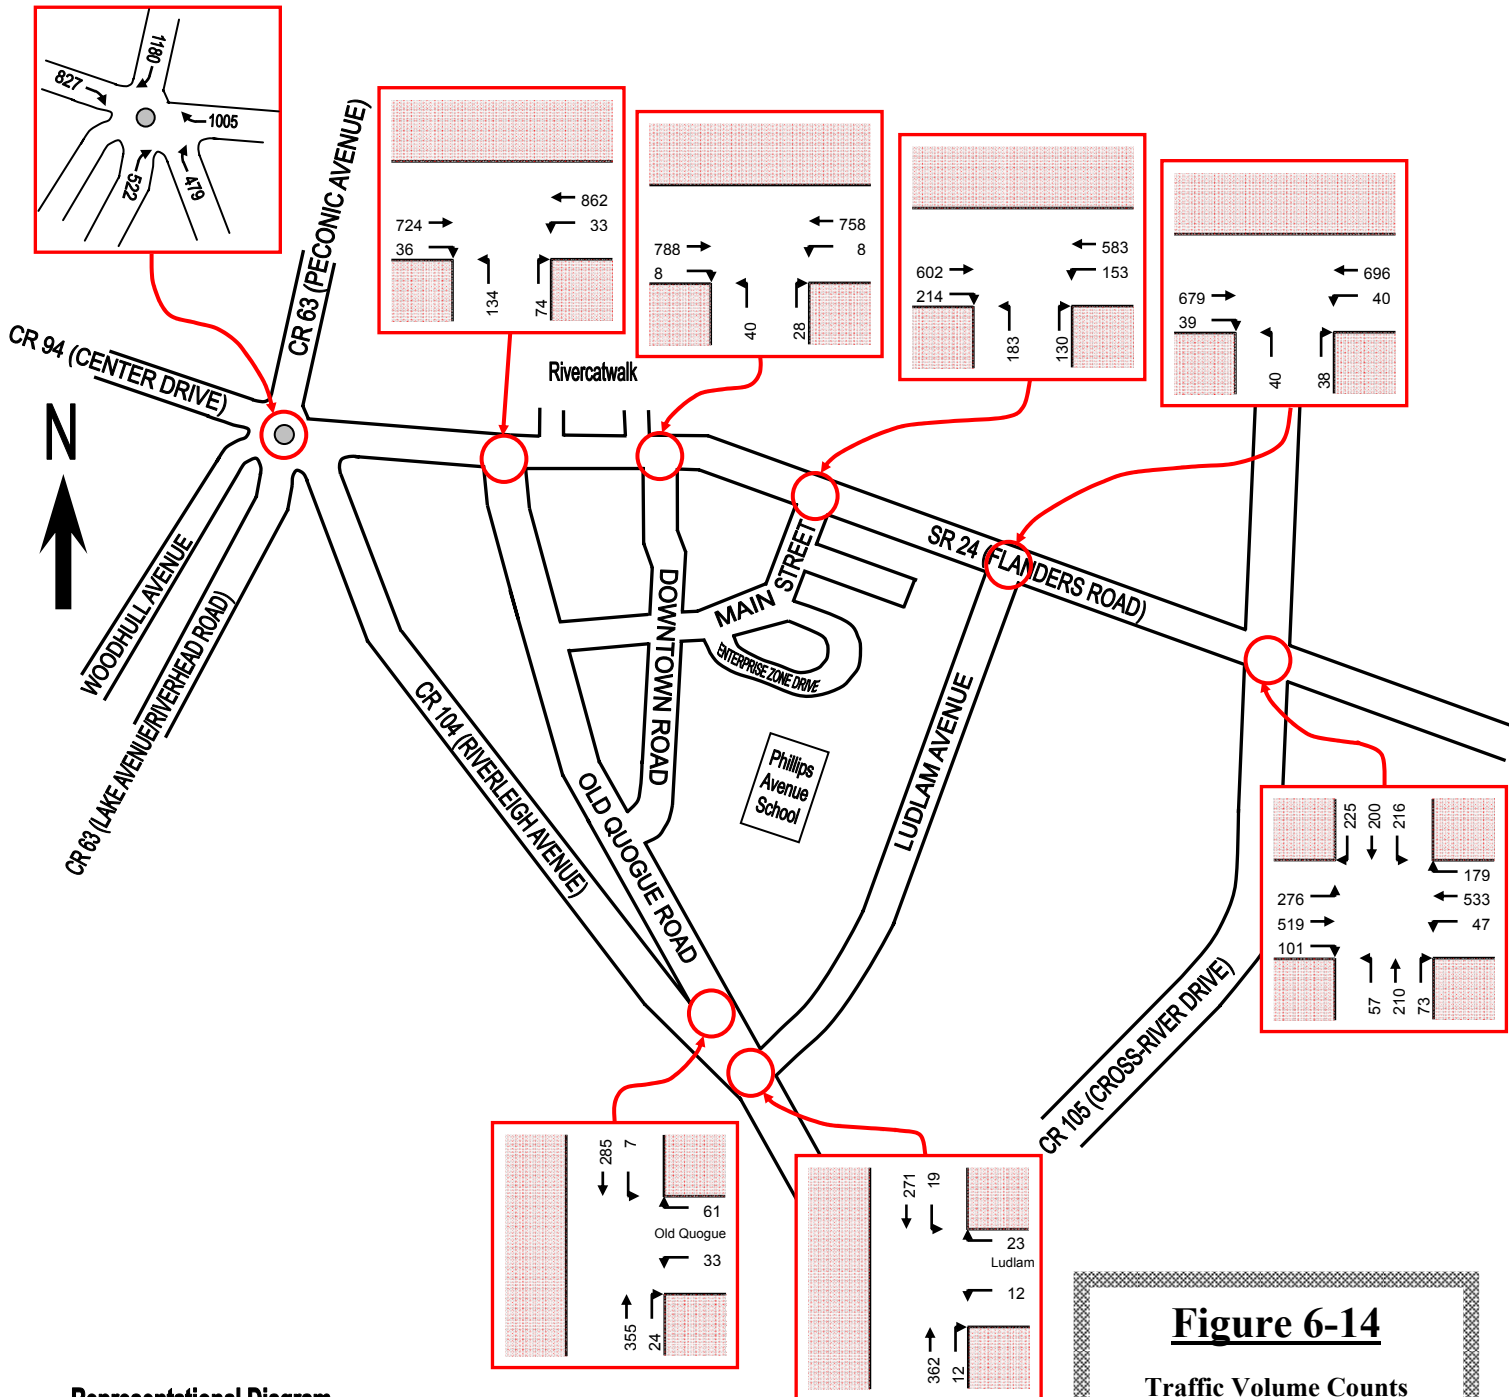 1180
827
1005
522
479
CR 63 (PECONIC AVENUE)
862
724
33
36
134
74
758
788
8
8
40
28
583
602
153
214
183
130
696
679
40
39
40
38
CR 94 (CENTER DRIVE)
Rivercatwalk
N
SR 24 (FLANDERS ROAD)
MAIN STREET
WOODHULL AVENUE
DOWNTOWN ROAD
ENTERPRISE ZONE DRIVE
CR 63 (LAKE AVENUE/RIVERHEAD ROAD)
CR 104 (RIVERLEIGH AVENUE)
OLD QUOGUE ROAD
Phillips
Avenue
School
LUDLAM AVENUE
225
200
216
179
276
533
519
47
101
57
210
73
CR 105 (CROSS-RIVER DRIVE)
285
7
61
Old Quogue
33
355
24
271
19
23
Ludlam
12
362
12
Figure 6-14
Traffic Volume Counts
Representational Diagram